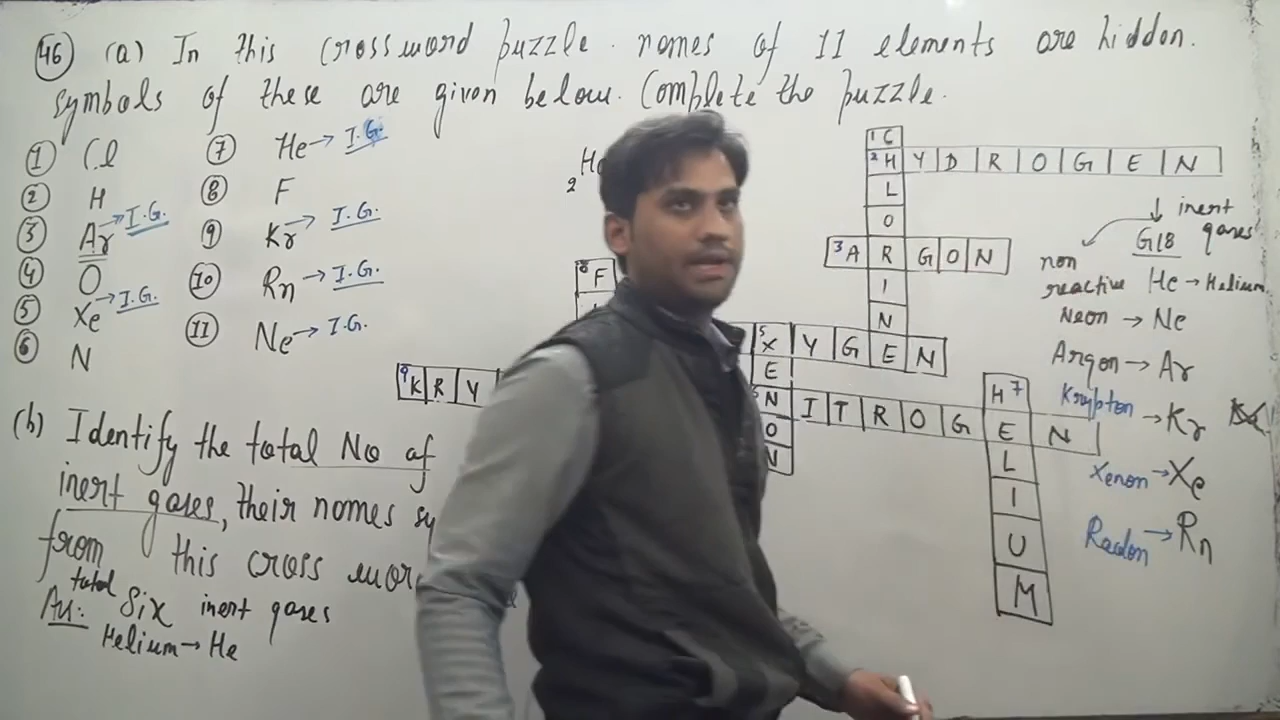 46 (a) In this crossword puzzle. names of 11 elements are hidden.
symbols of these are given below. Complete the puzzle.
1 Cl
2 H
3 Ar → I.G.
4 O
5 Xe → I.G.
6 N
7 He → I.G.
8 F
9 Kr → I.G.
10 Rn → I.G.
11 Ne → I.G.
(b) Identify the total No of
inert gases, their names sy
from this cross wor
Au: total Six inert gases
Helium → He
2 He
1 C
2 H Y D R O G E N
L
O
3 A R G O N
I
N
8 F
5 X Y G E N
E
9 K R Y
N I T R O G E N
O
N
H 7
L
I
U
M
inert
G18 gases
non
reactive He → Helium
Neon → Ne
Argon → Ar
Krypton → Kr
Xenon → Xe
Radon → Rn